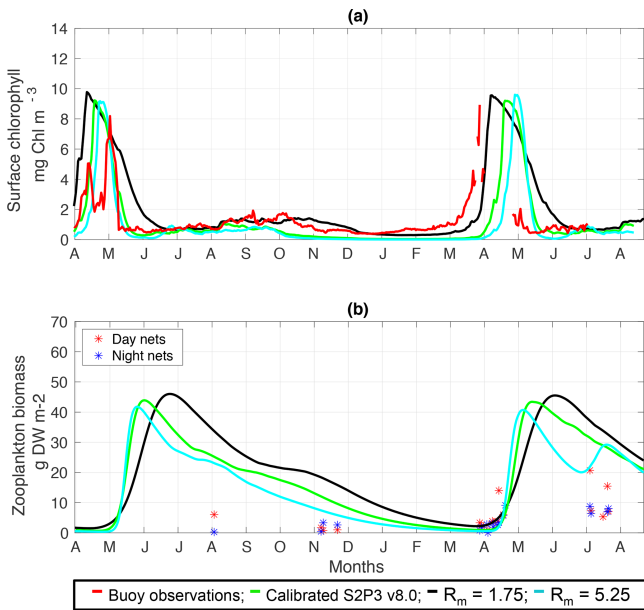 (a)
14
12
10
8
6
4
2
0
Surface chlorophyll
mg Chl m -3
A M J J A S O N D J F M A M J J A
(b)
70
60
50
40
30
20
10
0
Zooplankton biomass
g DW m-2
Day nets
Night nets
A M J J A S O N D J F M A M J J A
Months
Buoy observations; Calibrated S2P3 v8.0; Rm = 1.75; Rm = 5.25